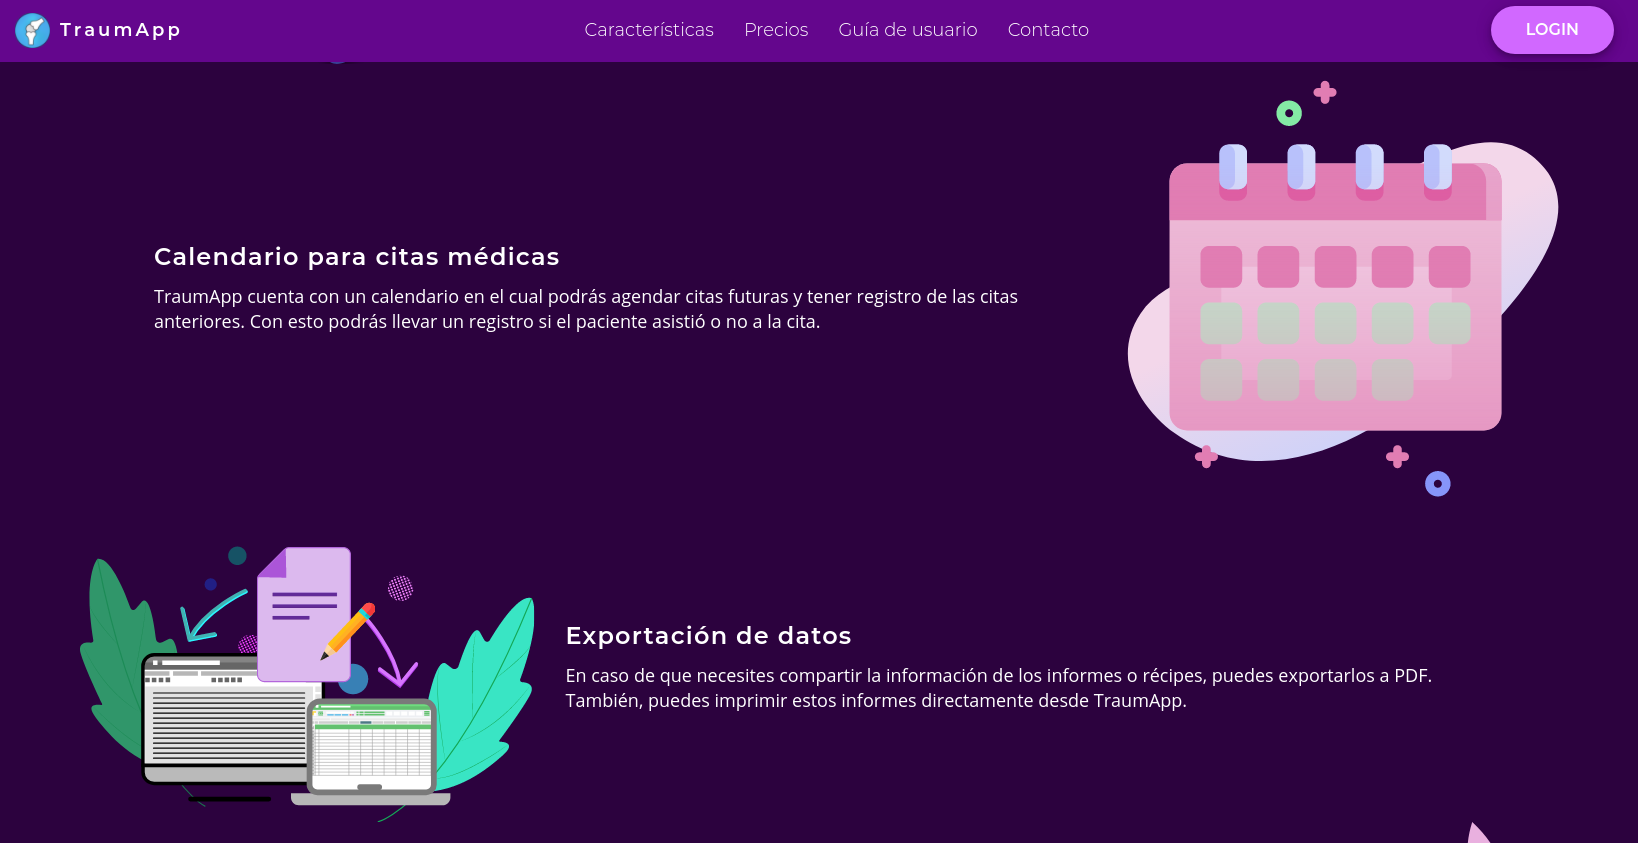 TraumApp
Características
Precios
Guía de usuario
Contacto
LOGIN
Calendario para citas médicas
TraumApp cuenta con un calendario en el cual podrás agendar citas futuras y tener registro de las citas
anteriores. Con esto podrás llevar un registro si el paciente asistió o no a la cita.
Exportación de datos
En caso de que necesites compartir la información de los informes o récipes, puedes exportarlos a PDF.
También, puedes imprimir estos informes directamente desde TraumApp.